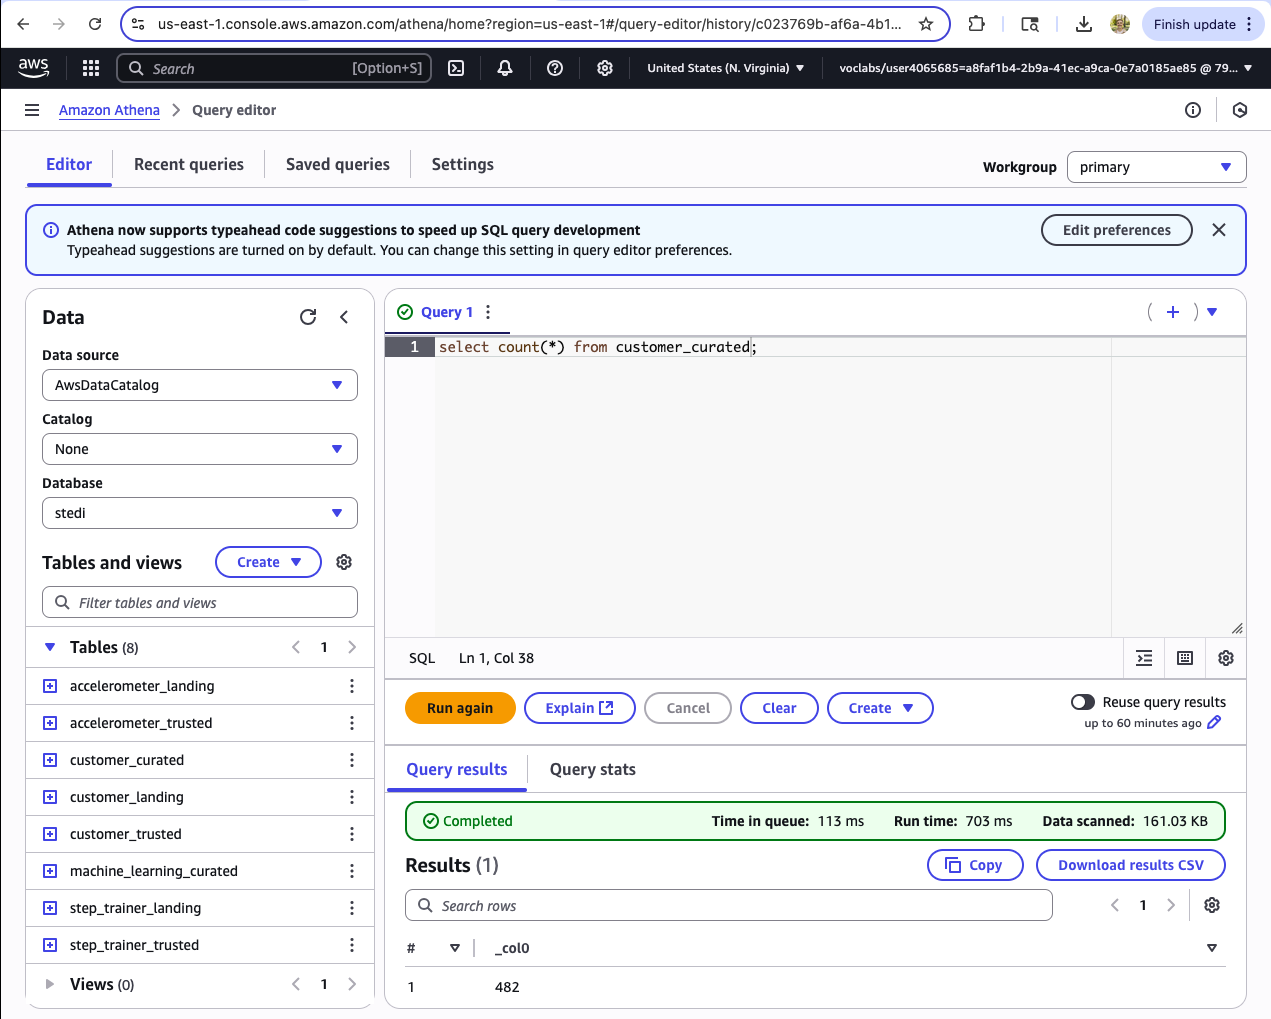 us-east-1.console.aws.amazon.com/athena/home?region=us-east-1#/query-editor/history/c023769b-af6a-4b1...
Finish update
aws
Search
[Option+S]
United States (N. Virginia)
voclabs/user4065685=a8faf1b4-2b9a-41ec-a9ca-0e7a0185ae85 @ 79...
Amazon Athena
Query editor
Editor
Recent queries
Saved queries
Settings
Workgroup
primary
Athena now supports typeahead code suggestions to speed up SQL query development
Typeahead suggestions are turned on by default. You can change this setting in query editor preferences.
Edit preferences
Data
Data source
AwsDataCatalog
Catalog
None
Database
stedi
Tables and views
Create
Filter tables and views
Tables (8)
1
accelerometer_landing
accelerometer_trusted
customer_curated
customer_landing
customer_trusted
machine_learning_curated
step_trainer_landing
step_trainer_trusted
Views (0)
1
Query 1
1 select count(*) from customer_curated;
SQL
Ln 1, Col 38
Run again
Explain
Cancel
Clear
Create
Reuse query results
up to 60 minutes ago
Query results
Query stats
Completed
Time in queue: 113 ms
Run time: 703 ms
Data scanned: 161.03 KB
Results (1)
Copy
Download results CSV
Search rows
1
# _col0
1 482